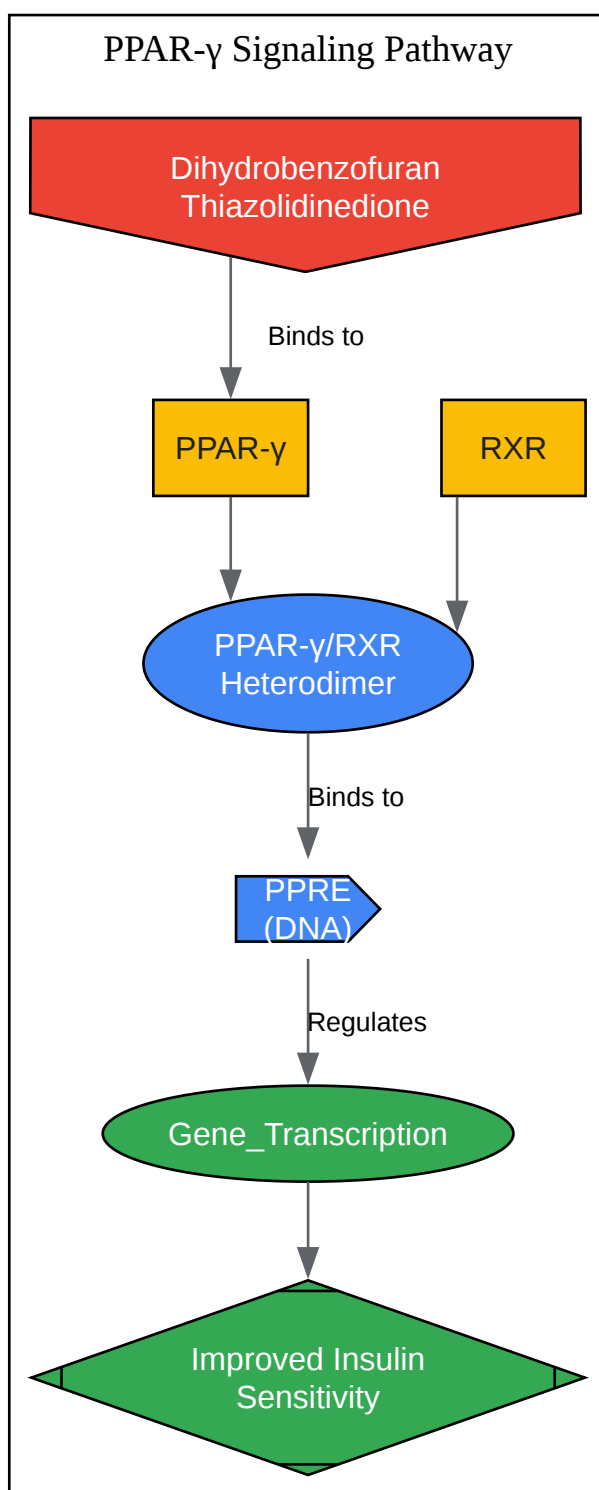 PPAR-γ Signaling Pathway
Dihydrobenzofuran
Thiazolidinedione
Binds to
PPAR-γ
RXR
PPAR-γ/RXR
Heterodimer
Binds to
PPRE
(DNA)
Regulates
Gene_Transcription
Improved Insulin
Sensitivity